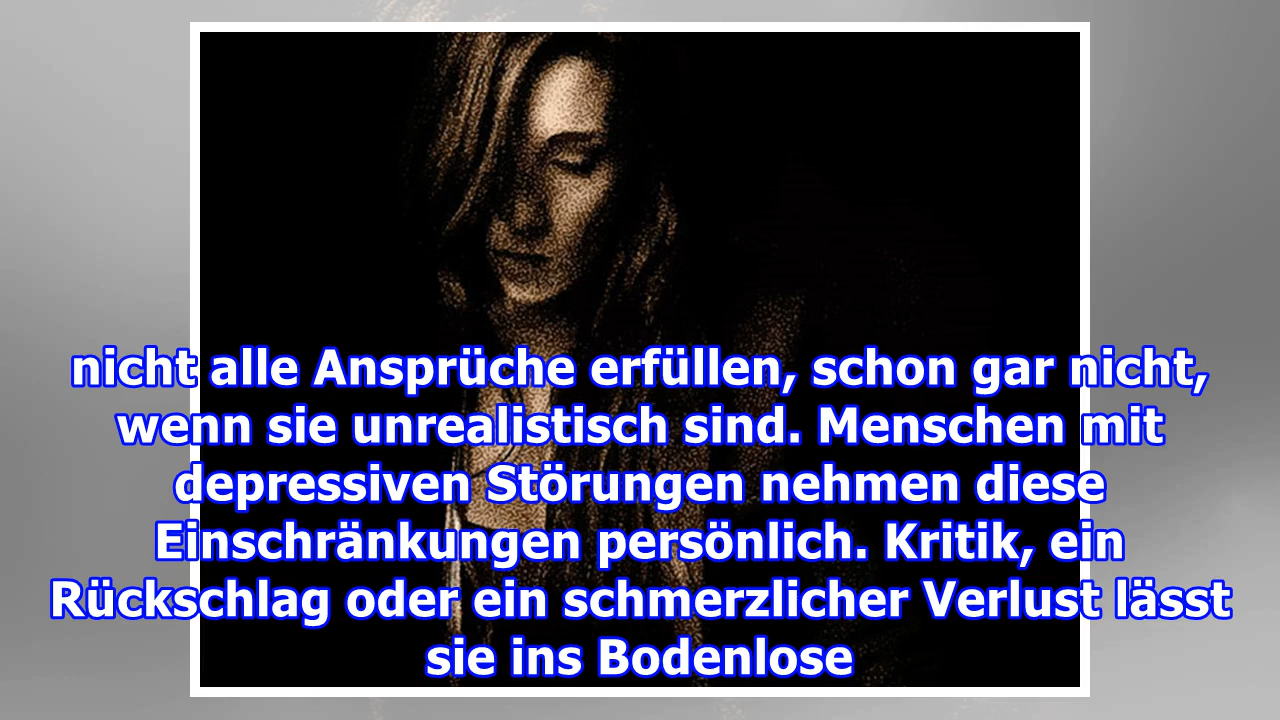 nicht alle Ansprüche erfüllen, schon gar nicht,
wenn sie unrealistisch sind. Menschen mit
depressiven Störungen nehmen diese
Einschränkungen persönlich. Kritik, ein
Rückschlag oder ein schmerzlicher Verlust lässt
sie ins Bodenlose